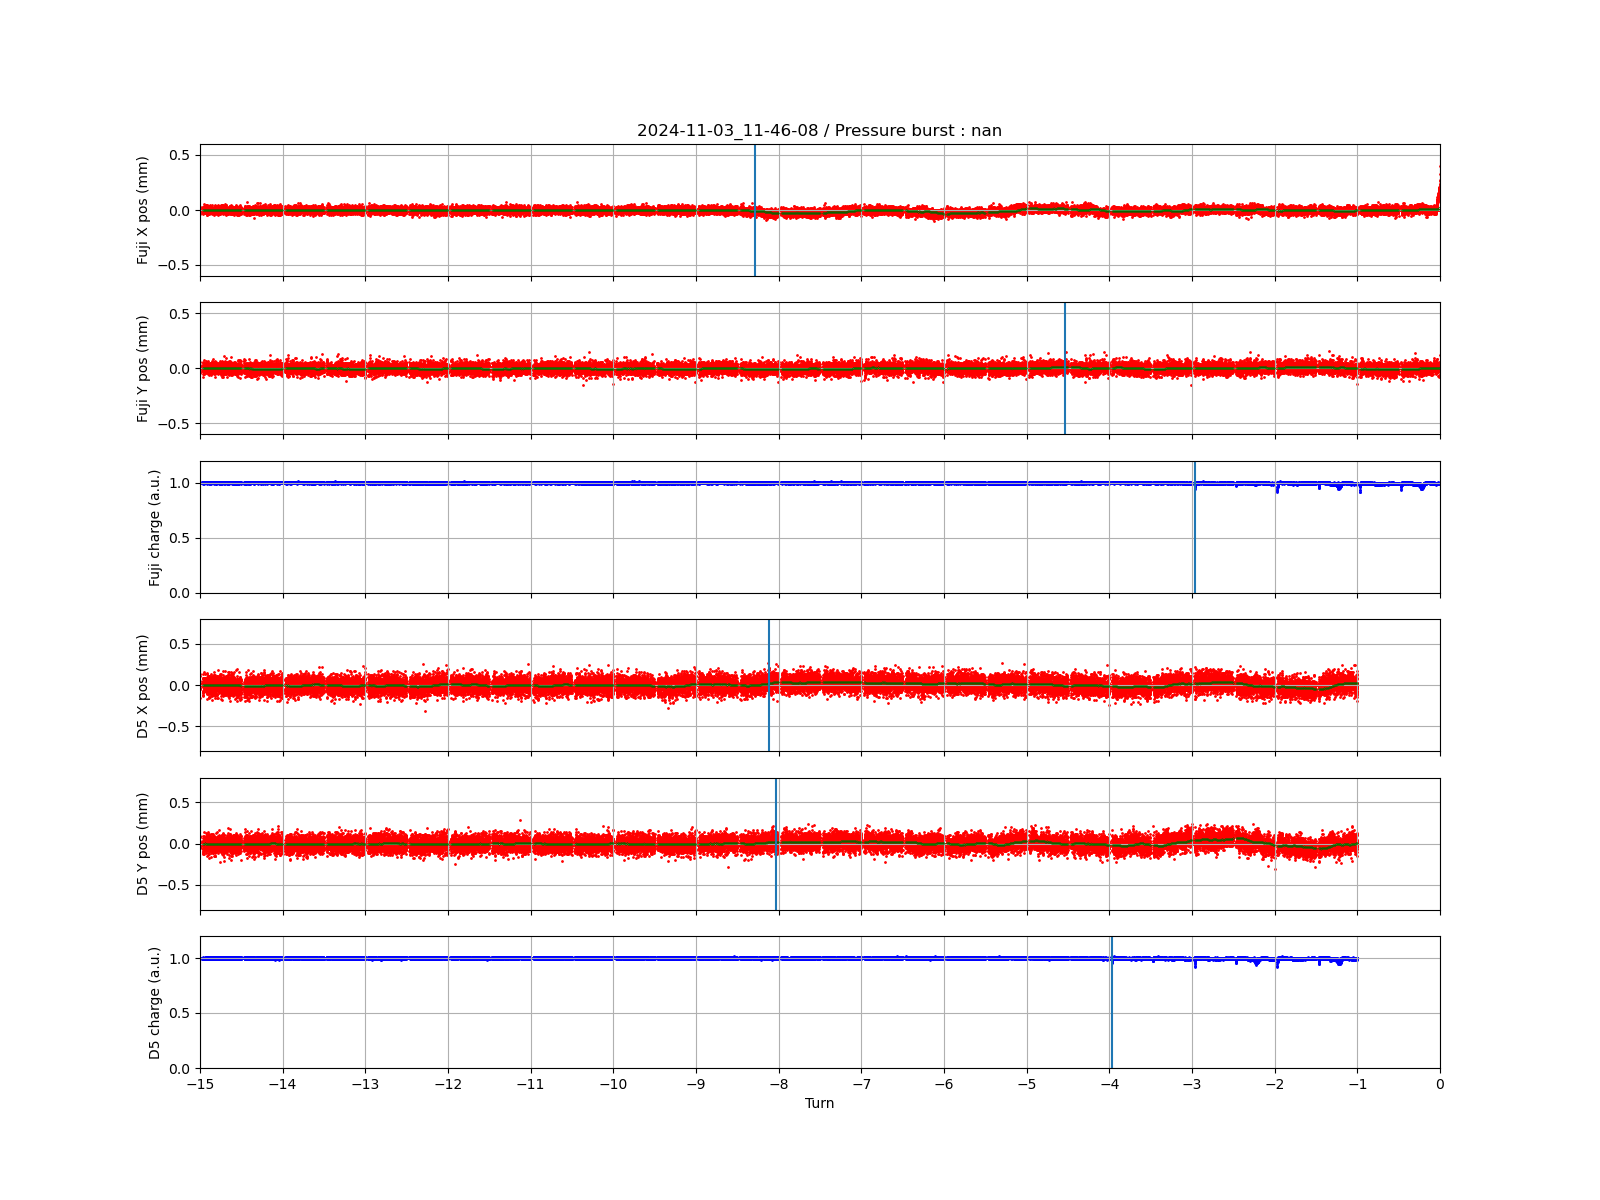 2024-11-03_11-46-08 / Pressure burst : nan
Fuji X pos (mm)
0.5
0.0
−0.5
Fuji Y pos (mm)
0.5
0.0
−0.5
Fuji charge (a.u.)
1.0
0.5
0.0
D5 X pos (mm)
0.5
0.0
−0.5
D5 Y pos (mm)
0.5
0.0
−0.5
D5 charge (a.u.)
1.0
0.5
0.0
−15 −14 −13 −12 −11 −10 −9 −8 −7 −6 −5 −4 −3 −2 −1 0
Turn